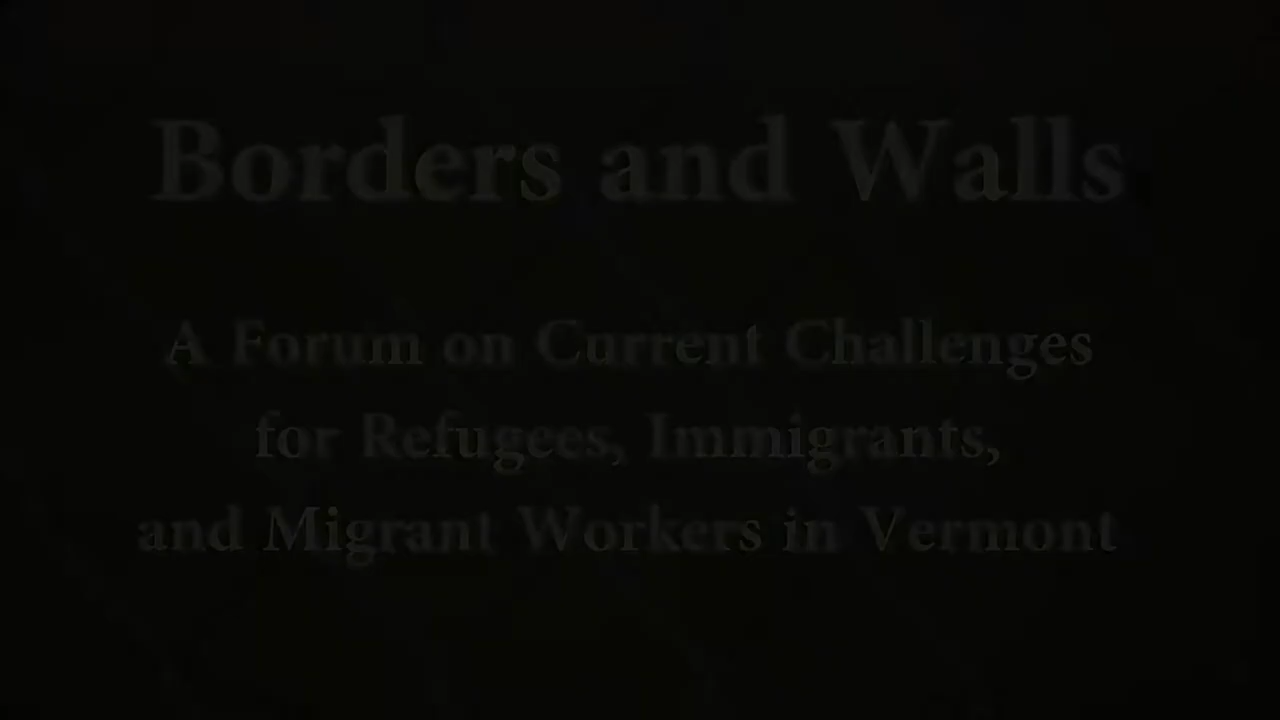 Borders and Walls
A Forum on Current Challenges
for Refugees, Immigrants,
and Migrant Workers in Vermont